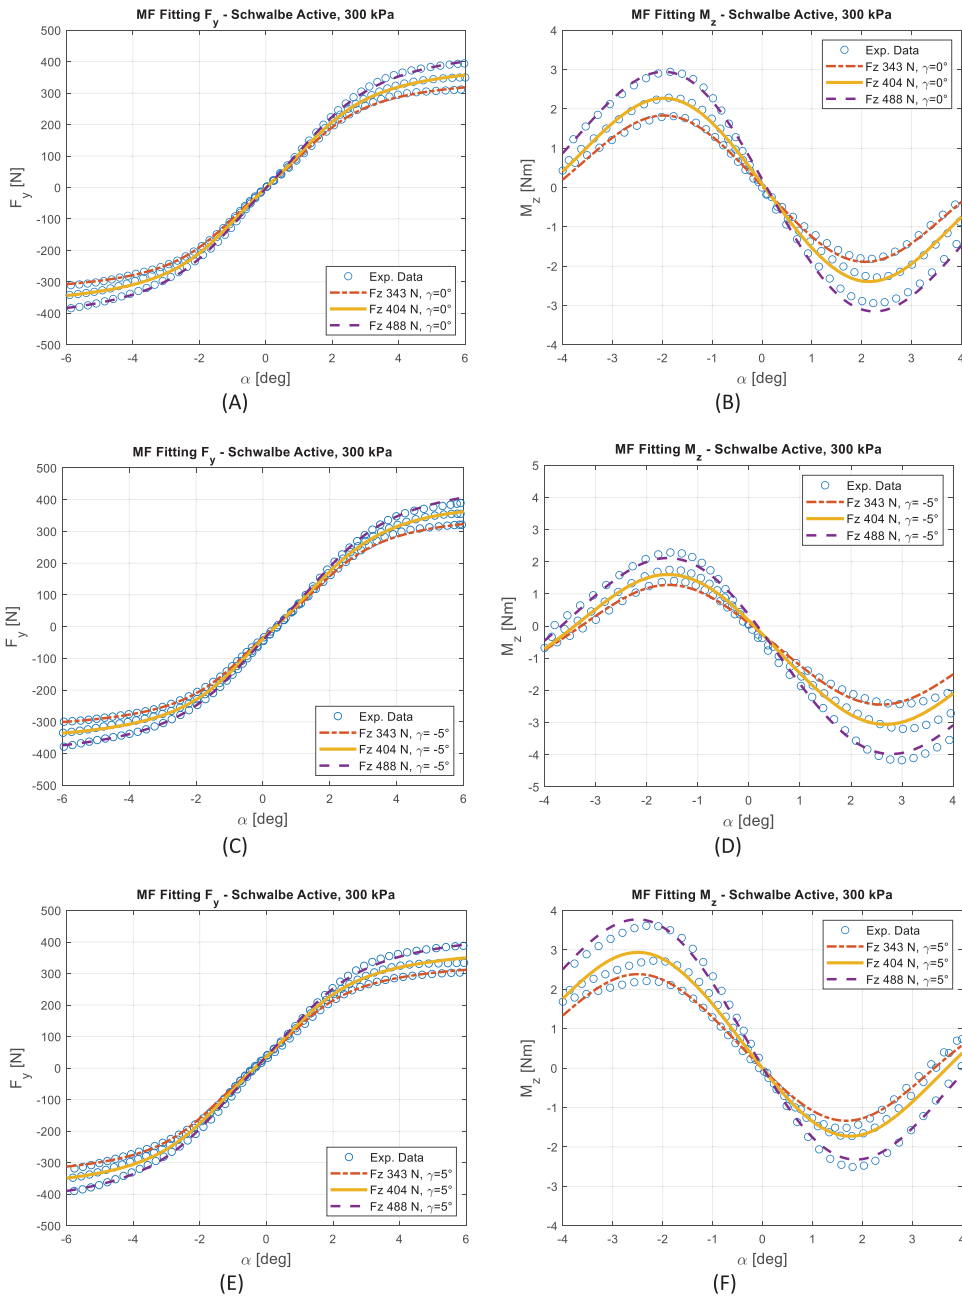 MF Fitting F_y - Schwalbe Active, 300 kPa
500
400
300
200
100
0
-100
-200
-300
-400
-500
F_y [N]
Exp. Data
Fz 343 N, γ=0°
Fz 404 N, γ=0°
Fz 488 N, γ=0°
-6
-4
-2
0
2
4
6
α [deg]
(A)
MF Fitting M_z - Schwalbe Active, 300 kPa
4
3
2
1
0
-1
-2
-3
-4
M_z [Nm]
Exp. Data
Fz 343 N, γ=0°
Fz 404 N, γ=0°
Fz 488 N, γ=0°
-4
-3
-2
-1
0
1
2
3
4
α [deg]
(B)
MF Fitting F_y - Schwalbe Active, 300 kPa
500
400
300
200
100
0
-100
-200
-300
-400
-500
F_y [N]
Exp. Data
Fz 343 N, γ= -5°
Fz 404 N, γ= -5°
Fz 488 N, γ= -5°
-6
-4
-2
0
2
4
6
α [deg]
(C)
MF Fitting M_z - Schwalbe Active, 300 kPa
5
4
3
2
1
0
-1
-2
-3
-4
-5
M_z [Nm]
Exp. Data
Fz 343 N, γ= -5°
Fz 404 N, γ= -5°
Fz 488 N, γ= -5°
-4
-3
-2
-1
0
1
2
3
4
α [deg]
(D)
MF Fitting F_y - Schwalbe Active, 300 kPa
500
400
300
200
100
0
-100
-200
-300
-400
-500
F_y [N]
Exp. Data
Fz 343 N, γ=5°
Fz 404 N, γ=5°
Fz 488 N, γ=5°
-6
-4
-2
0
2
4
6
α [deg]
(E)
MF Fitting M_z - Schwalbe Active, 300 kPa
4
3
2
1
0
-1
-2
-3
-4
M_z [Nm]
Exp. Data
Fz 343 N, γ=5°
Fz 404 N, γ=5°
Fz 488 N, γ=5°
-4
-3
-2
-1
0
1
2
3
4
α [deg]
(F)